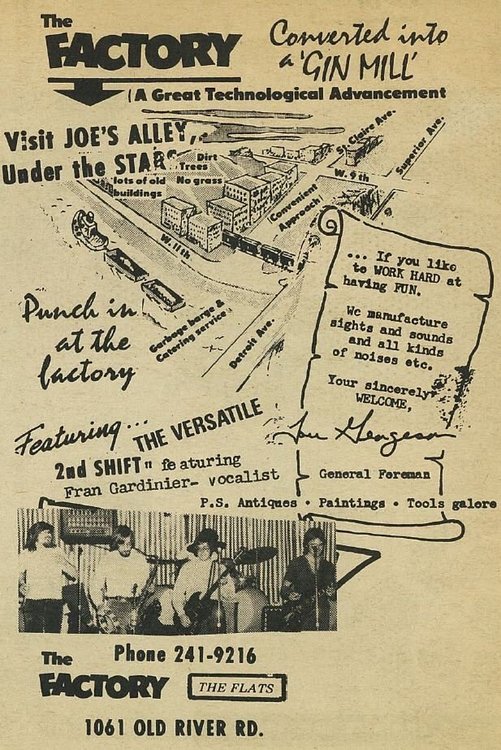 The
FACTORY
Converted into
a 'GIN MILL'
(A Great Technological Advancement
Visit JOE'S ALLEY,
Under the STARS
Dirt
Trees
No grass
lots of old
buildings
St. Claire Ave.
Superior Ave.
W. 9th
Convenient
Approach!
W. 11th
Garbage barge &
Catering service
Detroit Ave.
... If you like
to WORK HARD at
having FUN.
We manufacture
sights and sounds
and all kinds
of noises etc.
Your sincerely
WELCOME,
General Foreman
P.S. Antiques • Paintings • Tools galore
Punch in
at the
factory
Featuring...
THE VERSATILE
2nd SHIFT" featuring
Fran Gardinier- vocalist
Phone 241-9216
The
FACTORY
THE FLATS
1061 OLD RIVER RD.